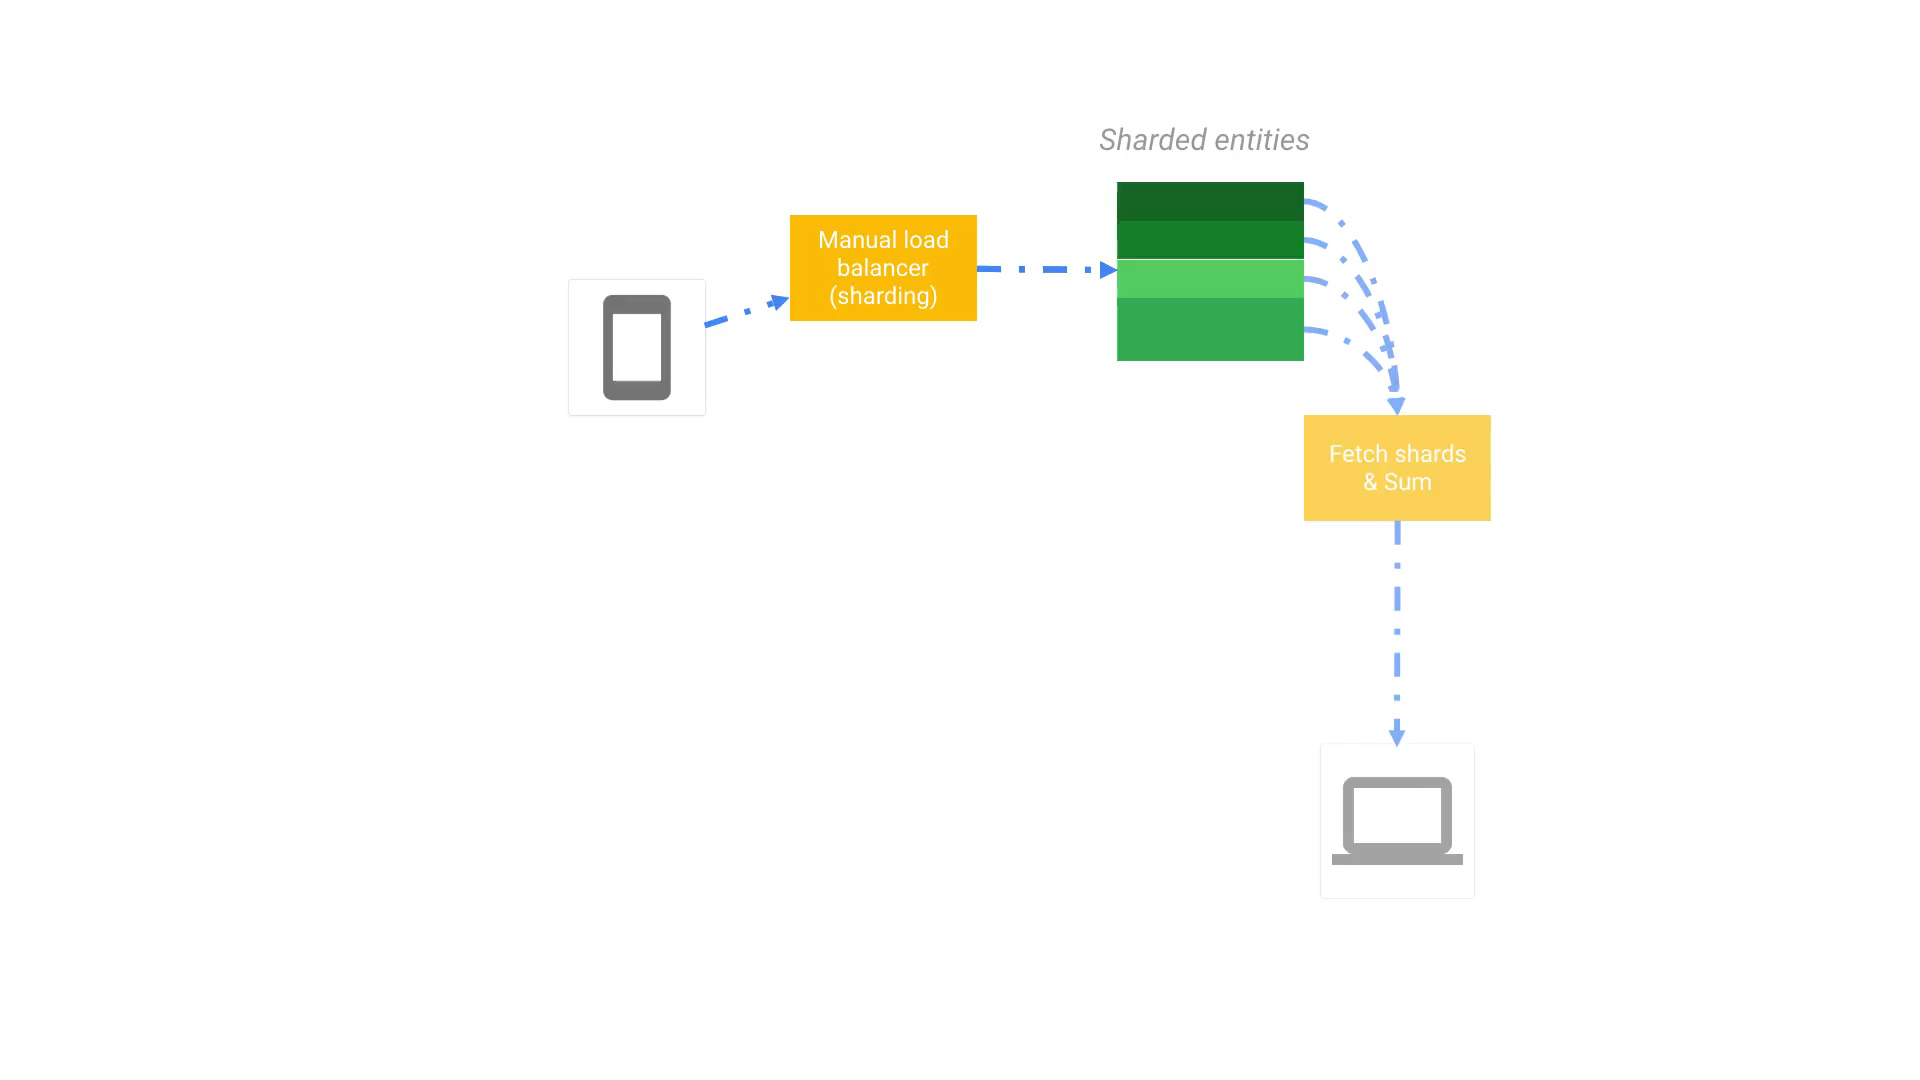 Sharded entities
Manual load
balancer
(sharding)
Fetch shards
& Sum